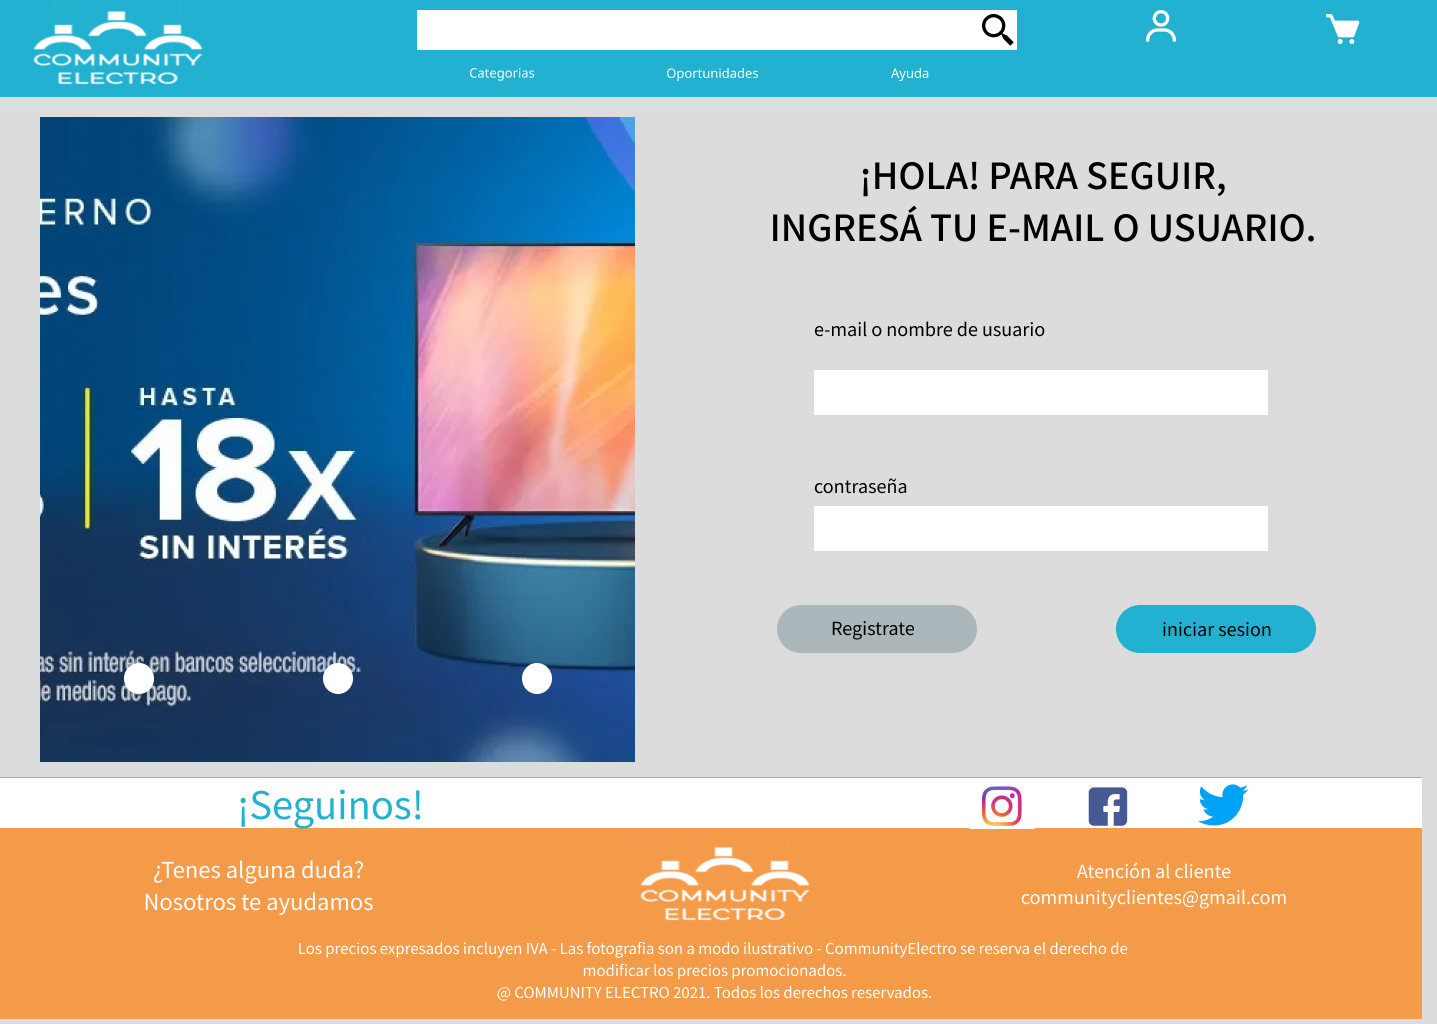 COMMUNITY
ELECTRO
Categorias
Oportunidades
Ayuda
ERNO
es
HASTA
18x
SIN INTERÉS
as sin interés en bancos seleccionados.
e medios de pago.
¡HOLA! PARA SEGUIR,
INGRESÁ TU E-MAIL O USUARIO.
e-mail o nombre de usuario
contraseña
Registrate
iniciar sesion
¡Seguinos!
¿Tenes alguna duda?
Nosotros te ayudamos
COMMUNITY
ELECTRO
Atención al cliente
communityclientes@gmail.com
Los precios expresados incluyen IVA - Las fotografia son a modo ilustrativo - CommunityElectro se reserva el derecho de
modificar los precios promocionados.
@ COMMUNITY ELECTRO 2021. Todos los derechos reservados.